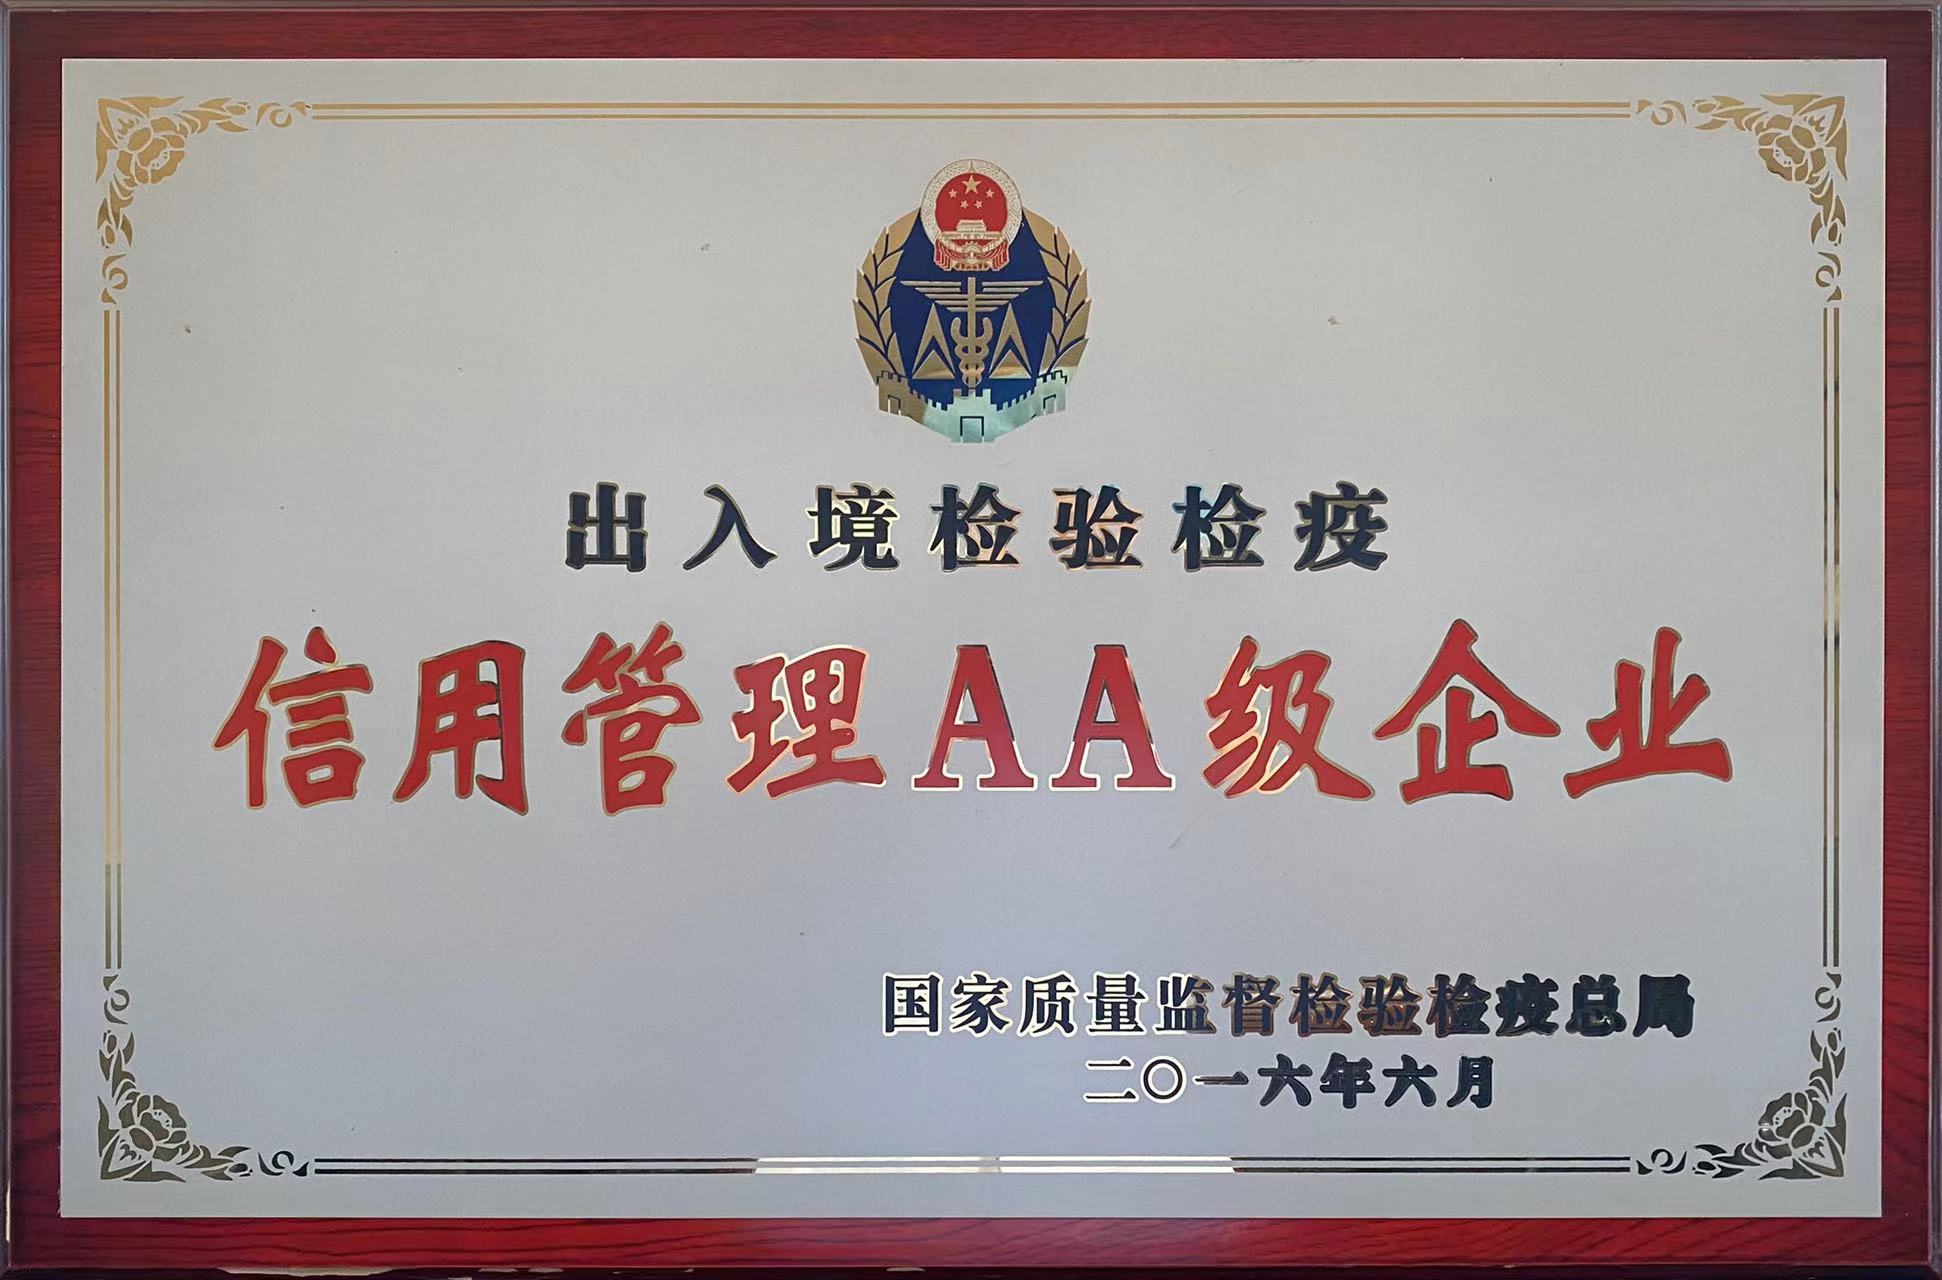 出入境检验检疫
信用管理AA级企业
国家质量监督检验检疫总局
二〇一六年六月